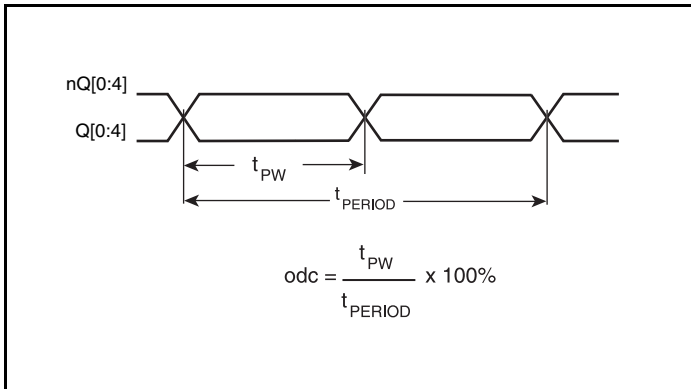 nQ[0:4]
Q[0:4]
tPW
tPERIOD
odc = tPW / tPERIOD x 100%